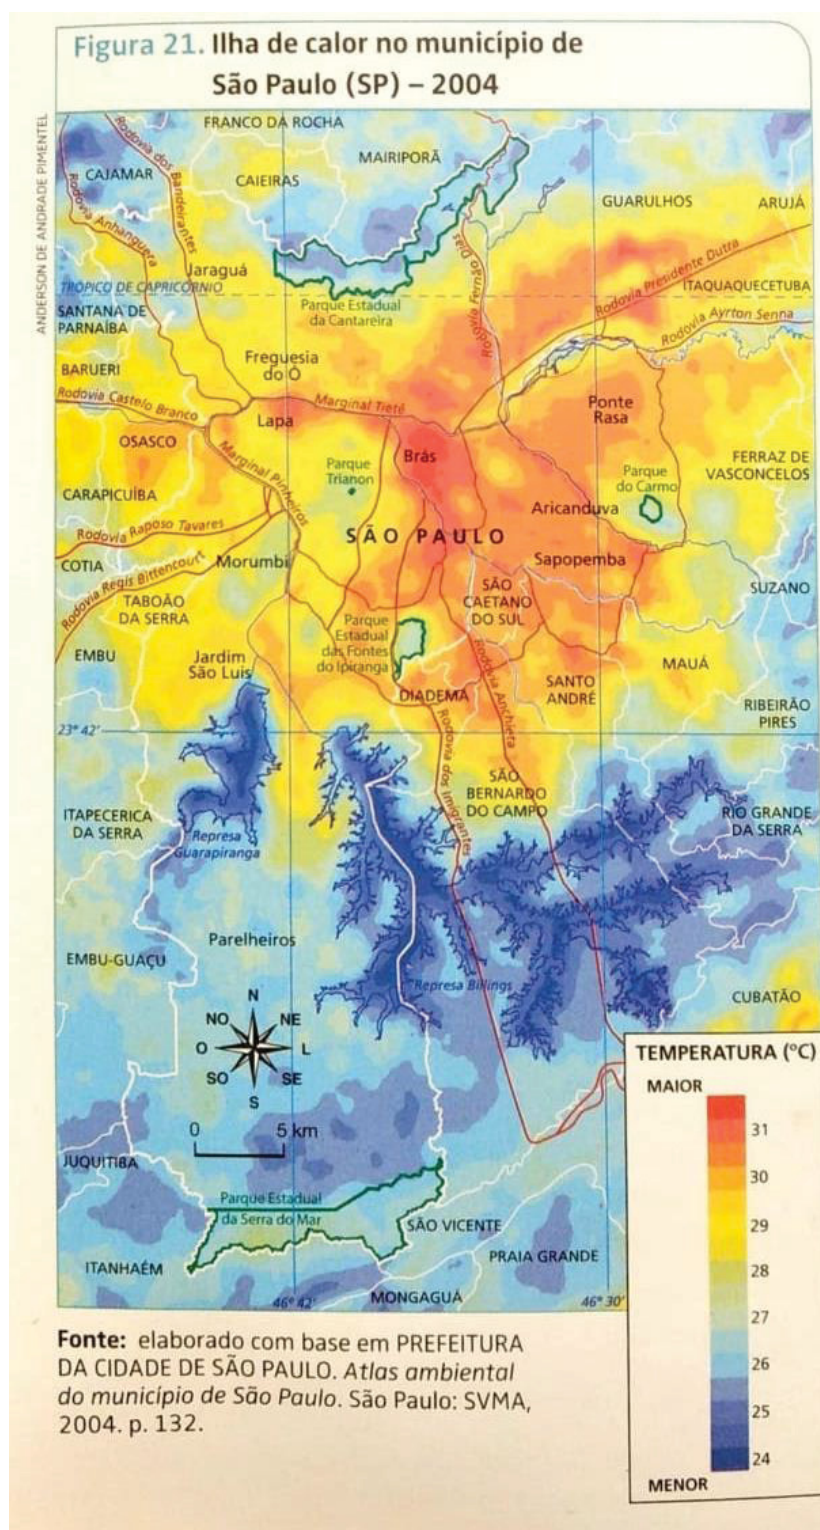 Figura 21. Ilha de calor no município de
São Paulo (SP) – 2004
ANDERSON DE ANDRADE PIMENTEL
FRANCO DA ROCHA
MAIRIPORÃ
CAJAMAR
CAIEIRAS
Rodovia dos Bandeirantes
Rodovia Anhanguera
GUARULHOS
ARUJÁ
Jaraguá
Rodovia Fernão Dias
Rodovia Presidente Dutra
TRÓPICO DE CAPRICÓRNIO
ITAQUAQUECETUBA
SANTANA DE
PARNAÍBA
Parque Estadual
da Cantareira
Rodovia Ayrton Senna
Freguesia
do Ó
BARUERI
Rodovia Castelo Branco
Marginal Tietê
Lapa
Ponte
Rasa
OSASCO
Marginal Pinheiros
Brás
Parque
Trianon
Parque
do Carmo
FERRAZ DE
VASCONCELOS
CARAPICUÍBA
Aricanduva
Rodovia Raposo Tavares
SÃO PAULO
COTIA
Morumbi
Sapopemba
Rodovia Regis Bittencourt
SÃO
CAETANO
DO SUL
SUZANO
TABOÃO
DA SERRA
Parque
Estadual
das Fontes
do Ipiranga
EMBU
Jardim
São Luis
MAUÁ
DIADEMA
SANTO
ANDRÉ
Rodovia Anchieta
Rodovia dos Imigrantes
RIBEIRÃO
PIRES
23° 42'
SÃO
BERNARDO
DO CAMPO
ITAPECERICA
DA SERRA
Represa
Guarapiranga
RIO GRANDE
DA SERRA
Parelheiros
EMBU-GUAÇU
Represa Billings
CUBATÃO
N
NO
NE
O
L
SO
SE
S
0
5 km
JUQUITIBA
Parque Estadual
da Serra do Mar
SÃO VICENTE
PRAIA GRANDE
ITANHAÉM
MONGAGUÁ
46° 42'
46° 30'
TEMPERATURA (°C)
MAIOR
31
30
29
28
27
26
25
24
MENOR
Fonte: elaborado com base em PREFEITURA
DA CIDADE DE SÃO PAULO. Atlas ambiental
do município de São Paulo. São Paulo: SVMA,
2004. p. 132.